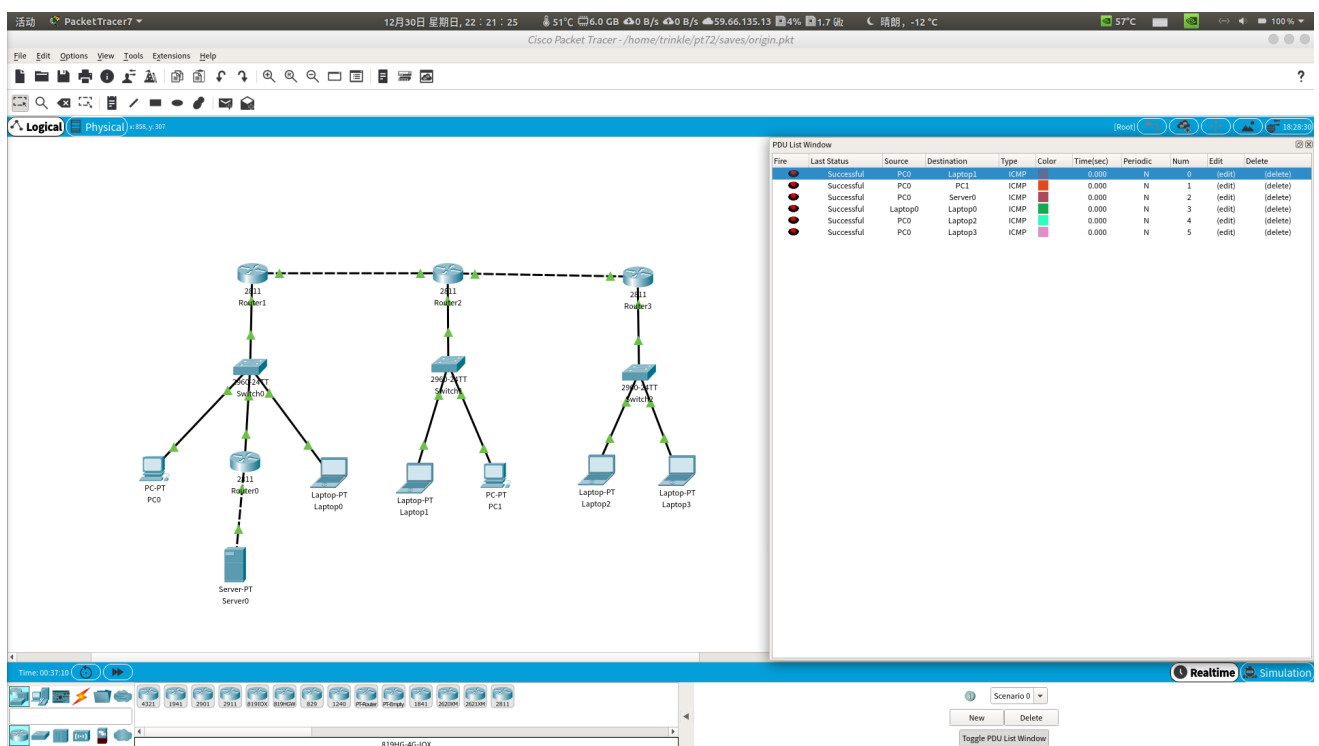 活动 PacketTracer7 12月30日 星期日, 22:21:25 51°C 6.0 GB 0 B/s 0 B/s 59.66.135.13 4% 1.7 GHz 晴朗, -12 °C 57°C 100%
Cisco Packet Tracer - /home/trinkle/pt72/saves/origin.pkt
File Edit Options View Tools Extensions Help
?
Logical Physical x: 858, y: 307 [Root] 18:28:30
PDU List Window
Fire Last Status Source Destination Type Color Time(sec) Periodic Num Edit Delete
Successful PC0 Laptop1 ICMP 0.000 N 0 (edit) (delete)
Successful PC0 PC1 ICMP 0.000 N 1 (edit) (delete)
Successful PC0 Server0 ICMP 0.000 N 2 (edit) (delete)
Successful Laptop0 Laptop0 ICMP 0.000 N 3 (edit) (delete)
Successful PC0 Laptop2 ICMP 0.000 N 4 (edit) (delete)
Successful PC0 Laptop3 ICMP 0.000 N 5 (edit) (delete)
2811
Router1
2811
Router2
2811
Router3
2960-24TT
Switch0
2960-24TT
Switch1
2960-24TT
Switch2
PC-PT
PC0
2811
Router0
Laptop-PT
Laptop0
Laptop-PT
Laptop1
PC-PT
PC1
Laptop-PT
Laptop2
Laptop-PT
Laptop3
Server-PT
Server0
Time: 00:37:10 Realtime Simulation
4321 1941 2901 2911 819IOX 819HGW 829 1240 PT-Router PT-Empty 1841 2620XM 2621XM 2811
819HG-4G-IOX
Scenario 0
New Delete
Toggle PDU List Window